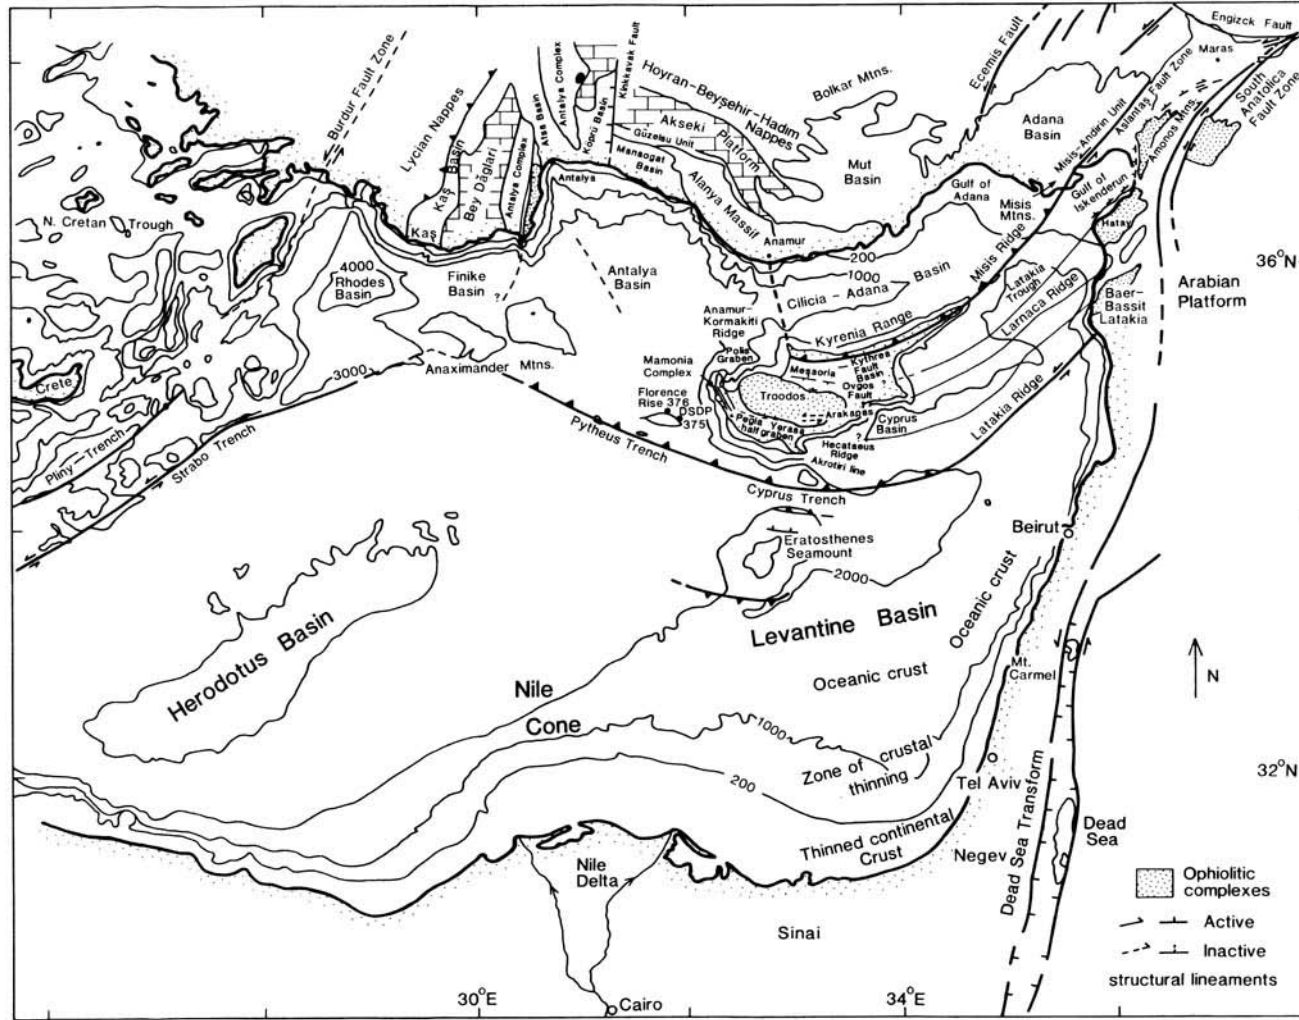 Engizck Fault
Maras
Ecemis Fault
South
Anatolica
Fault Zone
Burdur Fault Zone
Lycian Nappes
Antalya Complex
Kırkkavak Fault
Hoyran-Beyşehir-Hadim
Nappes
Bolkar Mtns.
Adana
Basin
Misis-Andirin Unit
Aslantaş Fault Zone
Amonos Mtns.
Kaş Basin
Bey Dağlari
Antalya Complex
Köprü Basin
Akseki
Platform
Güzelsu Unit
Manavgat
Basin
Antalya
Alanya Massif
Mut
Basin
Gulf of
Adana
Misis
Mtns.
Gulf of
Iskenderun
Hatay
Kaş
N. Cretan Trough
Anamur
200
36°N
4000
Rhodes
Basin
Finike
Basin
?
Antalya
Basin
1000
Cilicia - Adana Basin
Misis Ridge
Latakia
Trough
Larnaca Ridge
Arabian
Platform
Baer-
Bassit
Latakia
Anamur-
Kormakiti
Ridge
Kyrenia Range
Polis
Graben
Kythrea
Fault
Basin
Mamonia
Complex
Mesaoria
Ovgos
Fault
Crete
3000
Anaximander Mtns.
Florence
Rise 376
DSDP
375
Troodos
Arakapas
Pegia Yerasa
halfgraben
?
Cyprus
Basin
Latakia Ridge
Hecataeus
Ridge
Akrotiri line
Pliny Trench
Strabo Trench
Pytheus Trench
Cyprus Trench
Beirut
Eratosthenes
Seamount
2000
Oceanic crust
Herodotus Basin
Levantine Basin
Oceanic crust
Mt.
Carmel
N
Nile
Cone
1000
200
Zone of crustal
thinning
32°N
Tel Aviv
Thinned continental
Crust
Negev
Dead Sea Transform
Dead
Sea
Nile
Delta
Sinai
Ophiolitic
complexes
Active
Inactive
structural lineaments
30°E
34°E
Cairo